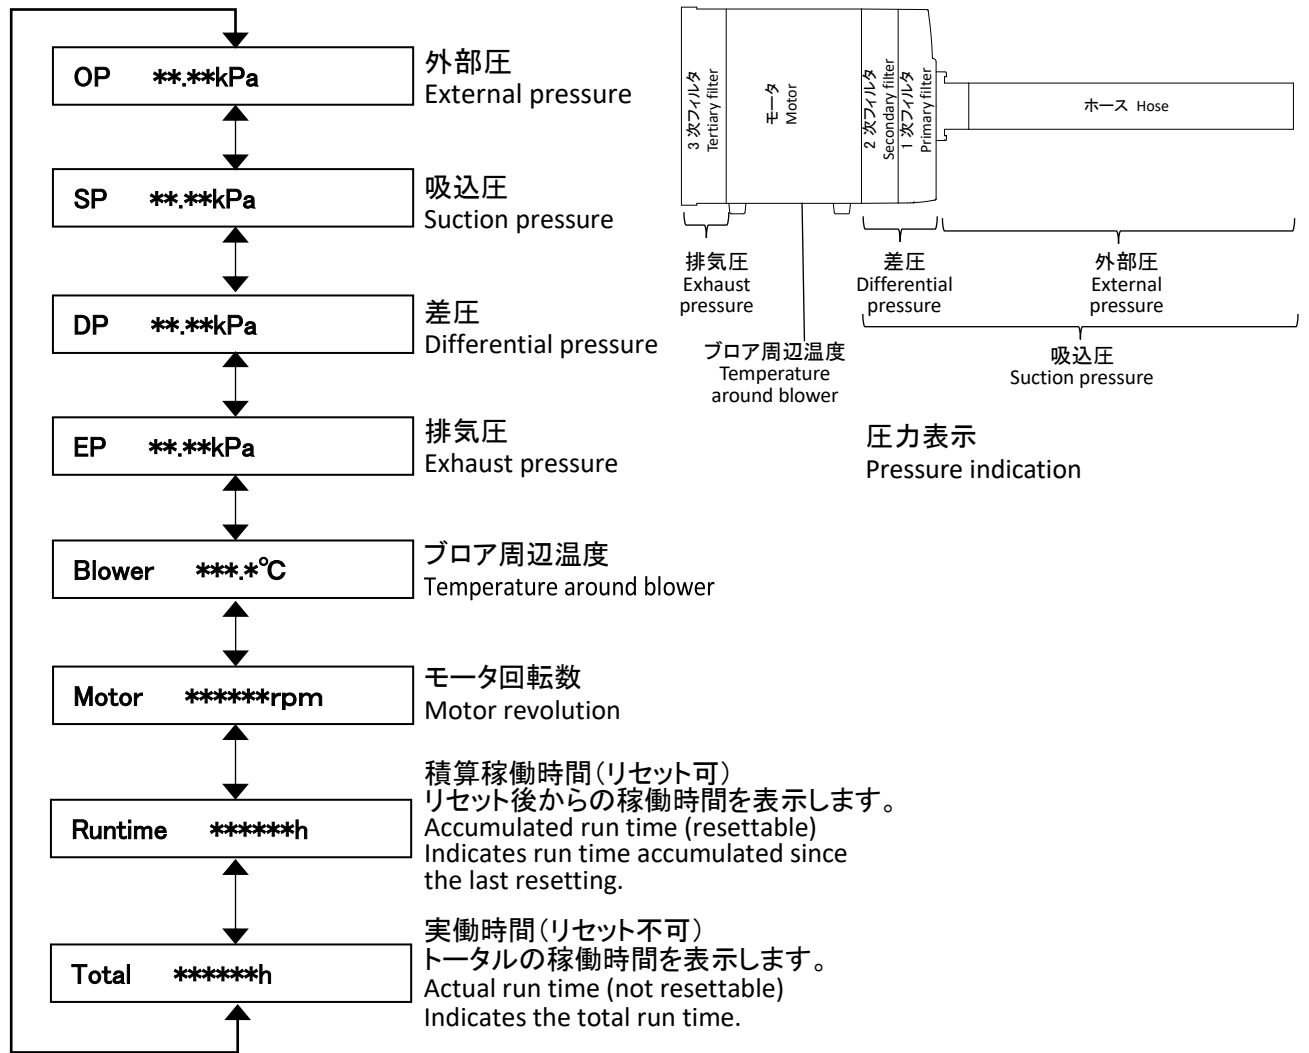 OP **.**kPa
外部圧
External pressure
SP **.**kPa
吸込圧
Suction pressure
DP **.**kPa
差圧
Differential pressure
EP **.**kPa
排気圧
Exhaust pressure
Blower ***.*℃
ブロア周辺温度
Temperature around blower
Motor ******rpm
モータ回転数
Motor revolution
Runtime ******h
積算稼働時間(リセット可)
リセット後からの稼働時間を表示します。
Accumulated run time (resettable)
Indicates run time accumulated since
the last resetting.
Total ******h
実働時間(リセット不可)
トータルの稼働時間を表示します。
Actual run time (not resettable)
Indicates the total run time.
3 次フィルタ
Tertiary filter
モータ
Motor
2 次フィルタ
Secondary filter
1 次フィルタ
Primary filter
ホース Hose
排気圧
Exhaust
pressure
差圧
Differential
pressure
外部圧
External
pressure
ブロア周辺温度
Temperature
around blower
吸込圧
Suction pressure
圧力表示
Pressure indication